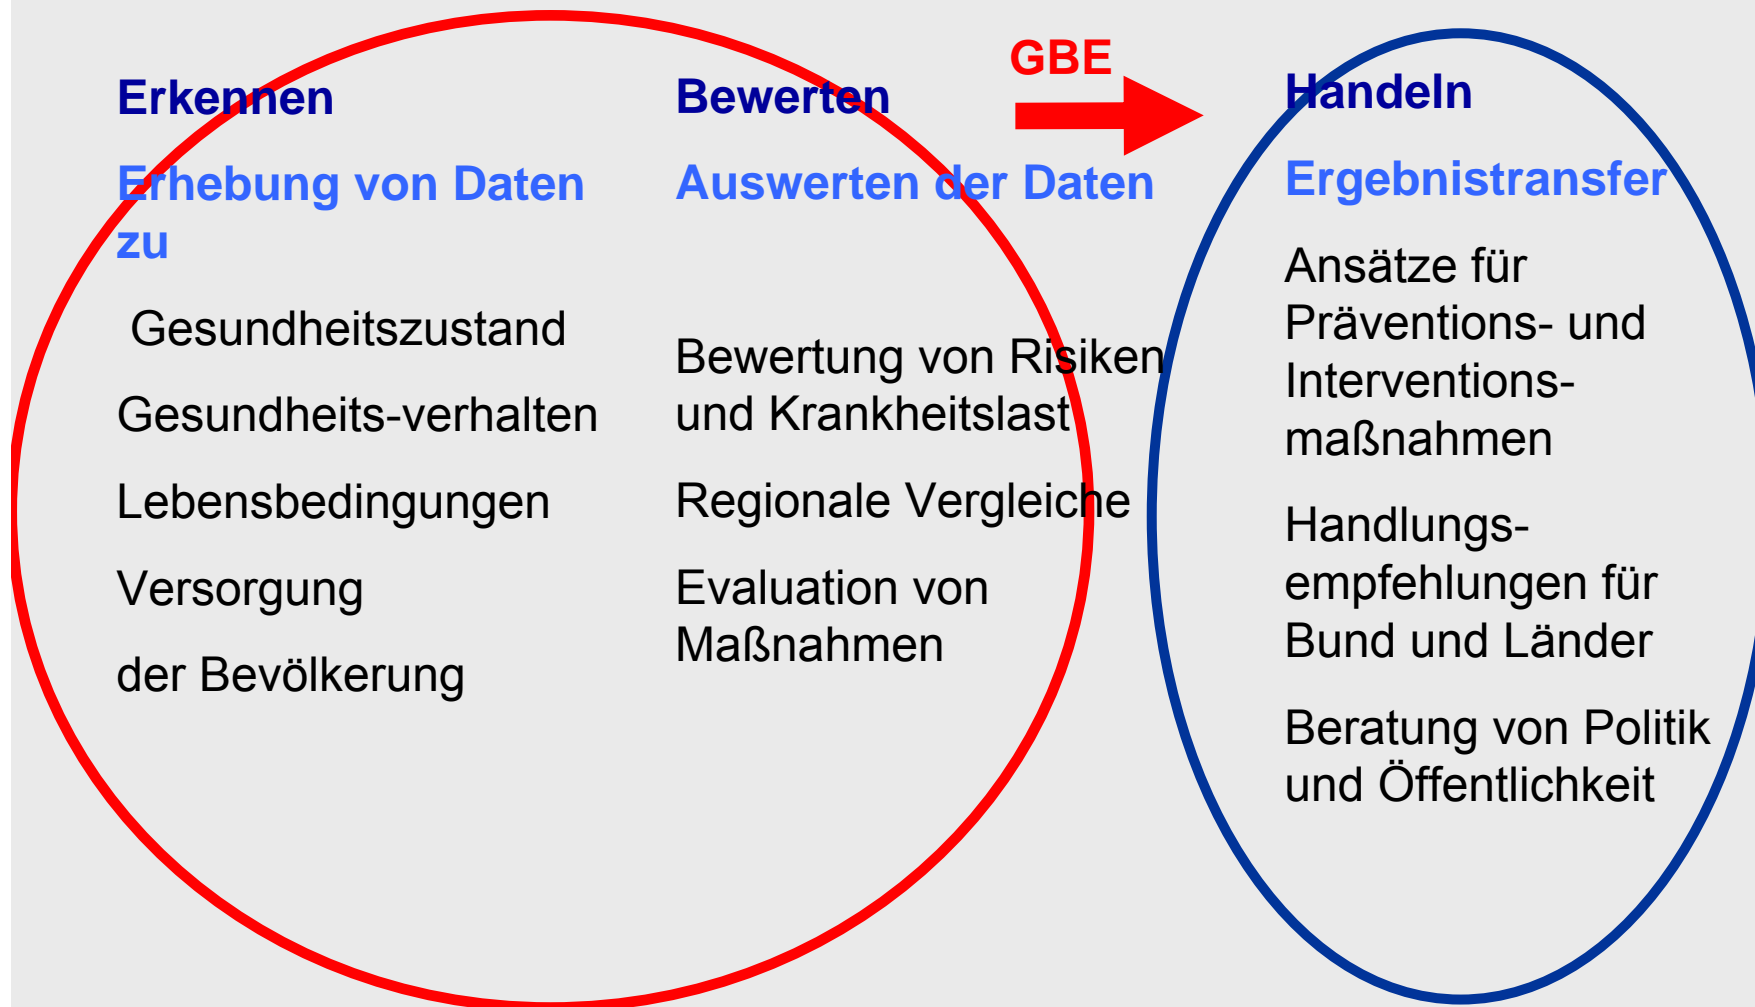 Erkennen
Erhebung von Daten
zu
Gesundheitszustand
Gesundheits-verhalten
Lebensbedingungen
Versorgung
der Bevölkerung
Bewerten
Auswerten der Daten
Bewertung von Risiken
und Krankheitslast
Regionale Vergleiche
Evaluation von
Maßnahmen
GBE
Handeln
Ergebnistransfer
Ansätze für
Präventions- und
Interventions-
maßnahmen
Handlungs-
empfehlungen für
Bund und Länder
Beratung von Politik
und Öffentlichkeit